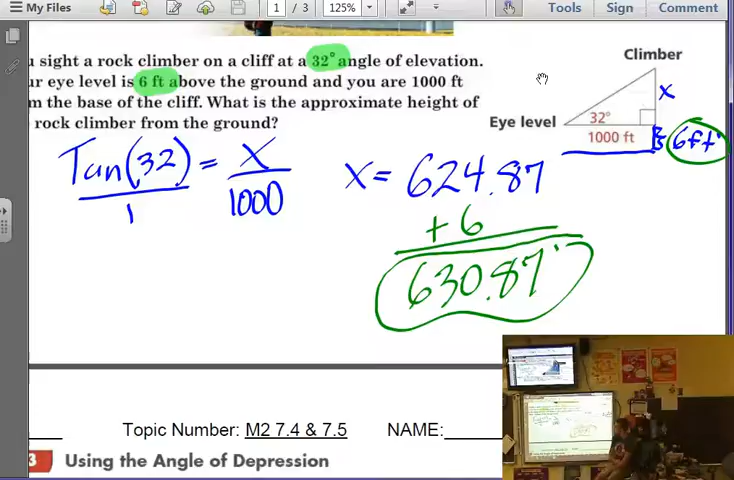 My Files
1 / 3
125%
Tools
Sign
Comment
u sight a rock climber on a cliff at a 32° angle of elevation.
ur eye level is 6 ft above the ground and you are 1000 ft
m the base of the cliff. What is the approximate height of
rock climber from the ground?
Climber
x
32°
Eye level
1000 ft
6ft
Tan(32) = x
1 1000
x = 624.87
+ 6
630.87'
Topic Number: M2 7.4 & 7.5 NAME:
3 Using the Angle of Depression